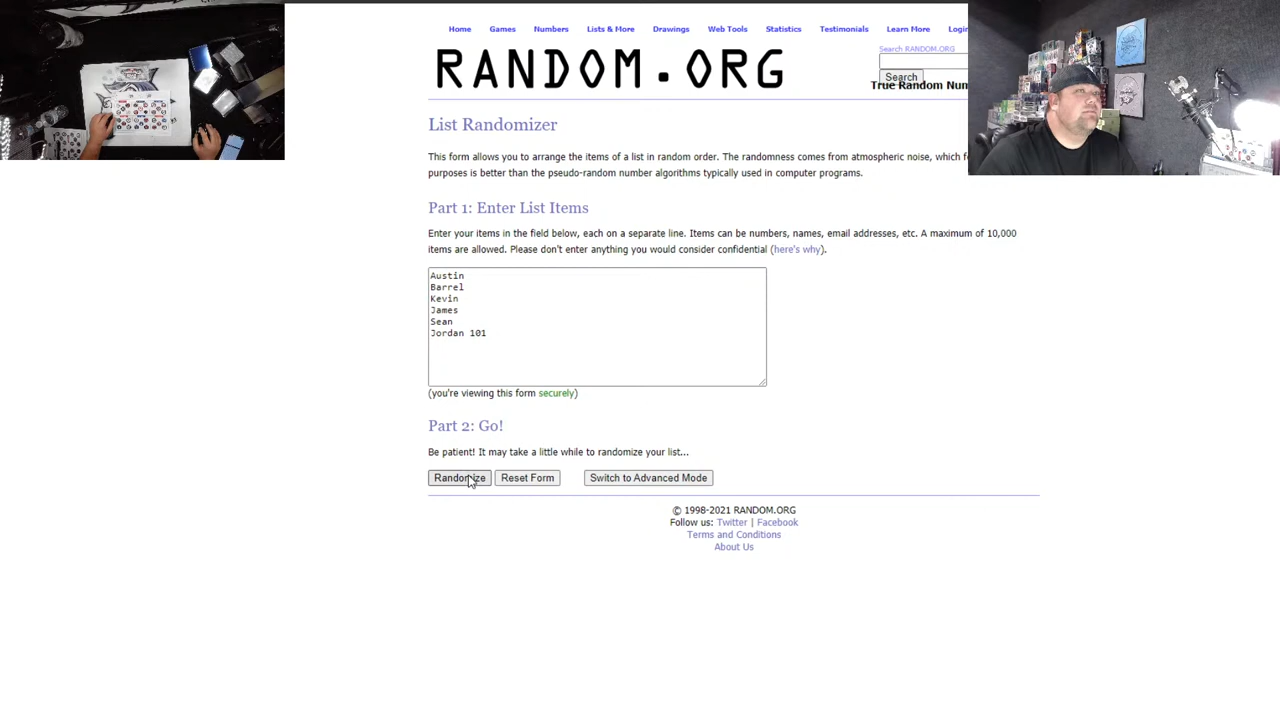 Home Games Numbers Lists & More Drawings Web Tools Statistics Testimonials Learn More Login
Search RANDOM.ORG
RANDOM.ORG
Search
True Random Num
List Randomizer
This form allows you to arrange the items of a list in random order. The randomness comes from atmospheric noise, which f
purposes is better than the pseudo-random number algorithms typically used in computer programs.
Part 1: Enter List Items
Enter your items in the field below, each on a separate line. Items can be numbers, names, email addresses, etc. A maximum of 10,000
items are allowed. Please don't enter anything you would consider confidential (here's why).
Austin
Barrel
Kevin
James
Sean
Jordan 101
(you're viewing this form securely)
Part 2: Go!
Be patient! It may take a little while to randomize your list...
Randomize Reset Form Switch to Advanced Mode
© 1998-2021 RANDOM.ORG
Follow us: Twitter | Facebook
Terms and Conditions
About Us